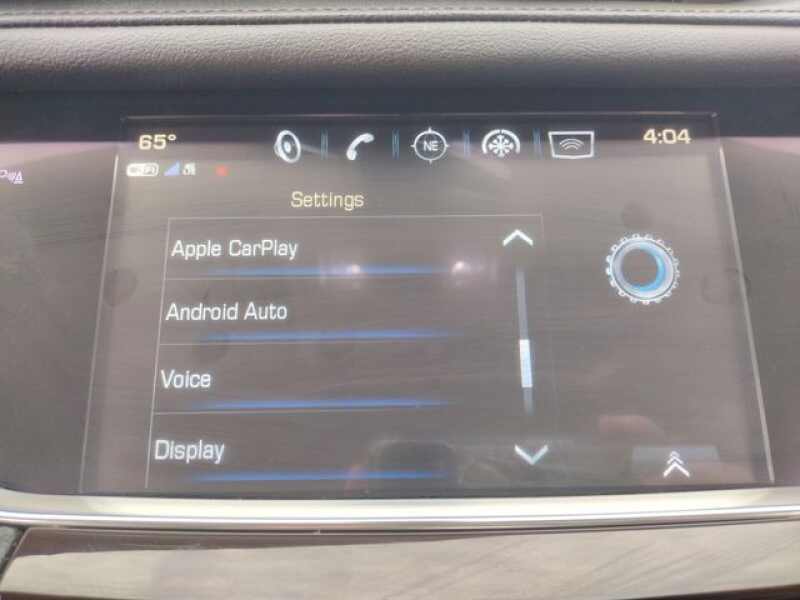 65°
NE
4:04
Settings
Apple CarPlay
Android Auto
Voice
Display